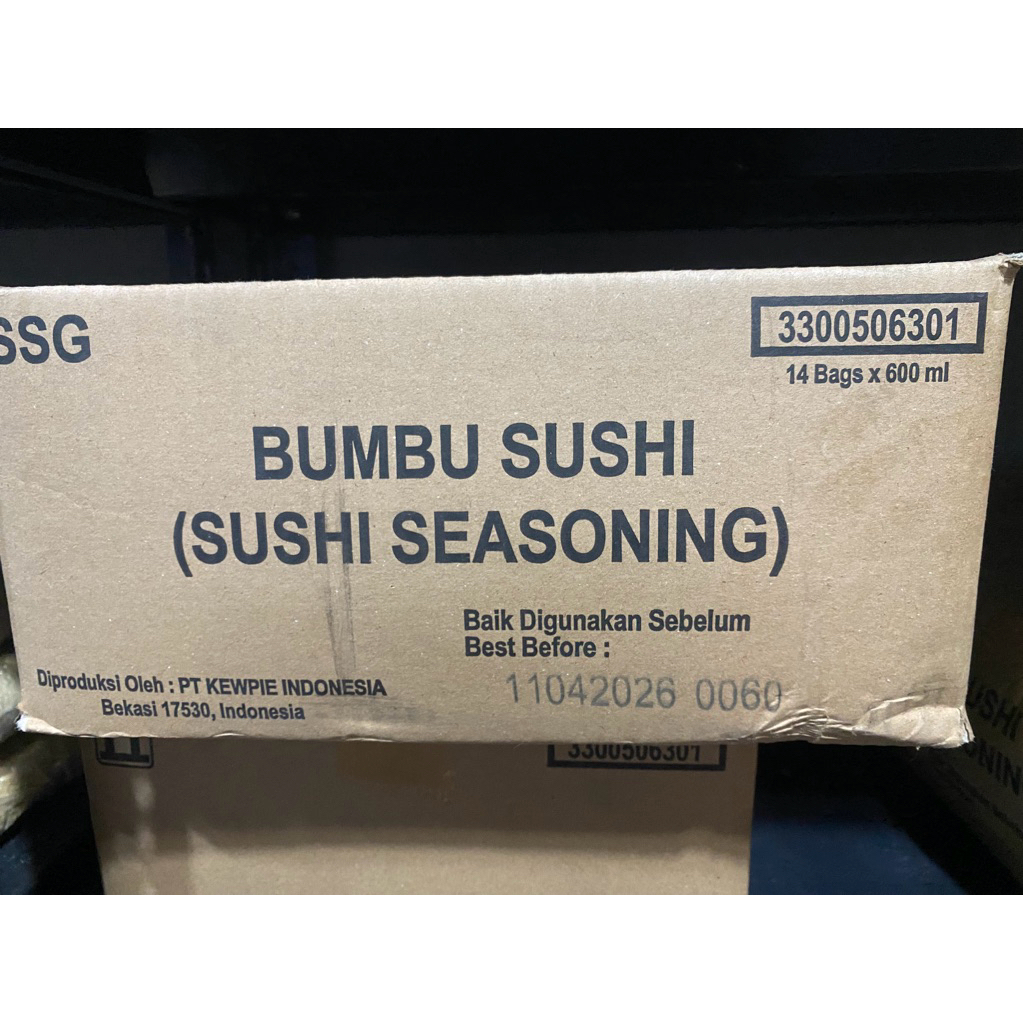 SSG
3300506301
14 Bags x 600 ml
BUMBU SUSHI
(SUSHI SEASONING)
Baik Digunakan Sebelum
Best Before :
11042026 0060
Diproduksi Oleh : PT KEWPIE INDONESIA
Bekasi 17530, Indonesia
3300506301